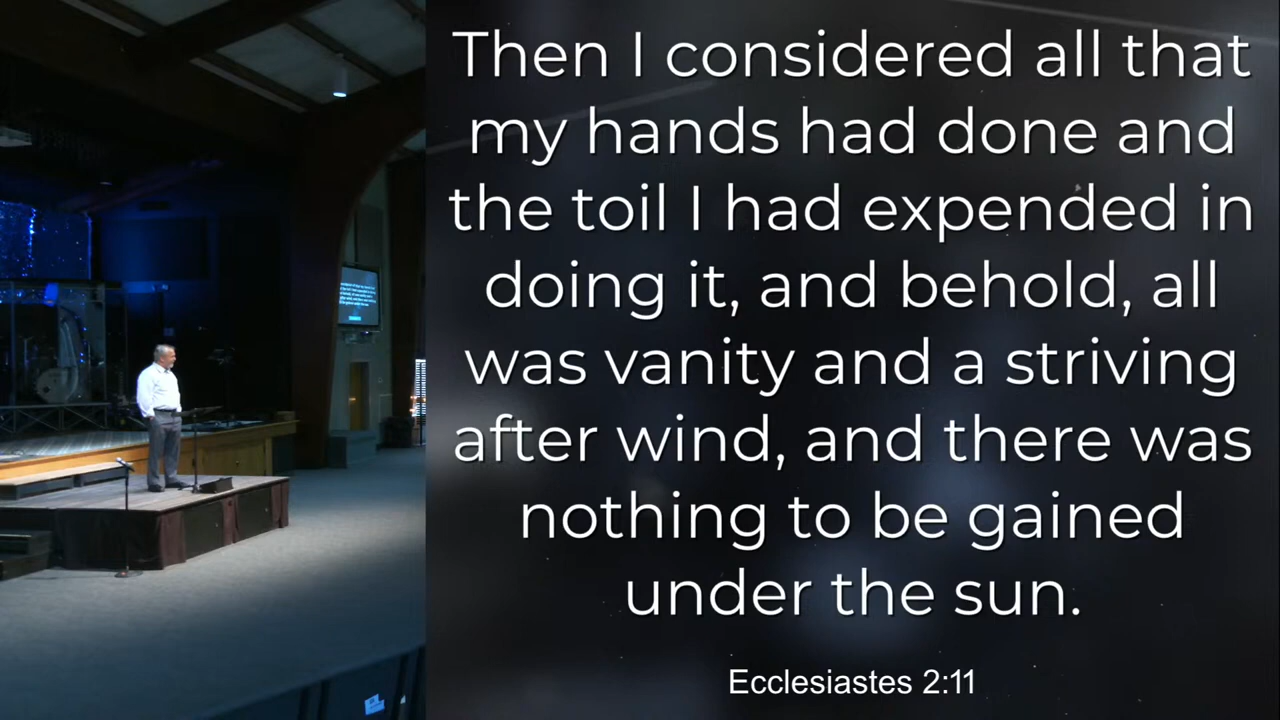 Then I considered all that
my hands had done and
the toil I had expended in
doing it, and behold, all
was vanity and a striving
after wind, and there was
nothing to be gained
under the sun.
Ecclesiastes 2:11